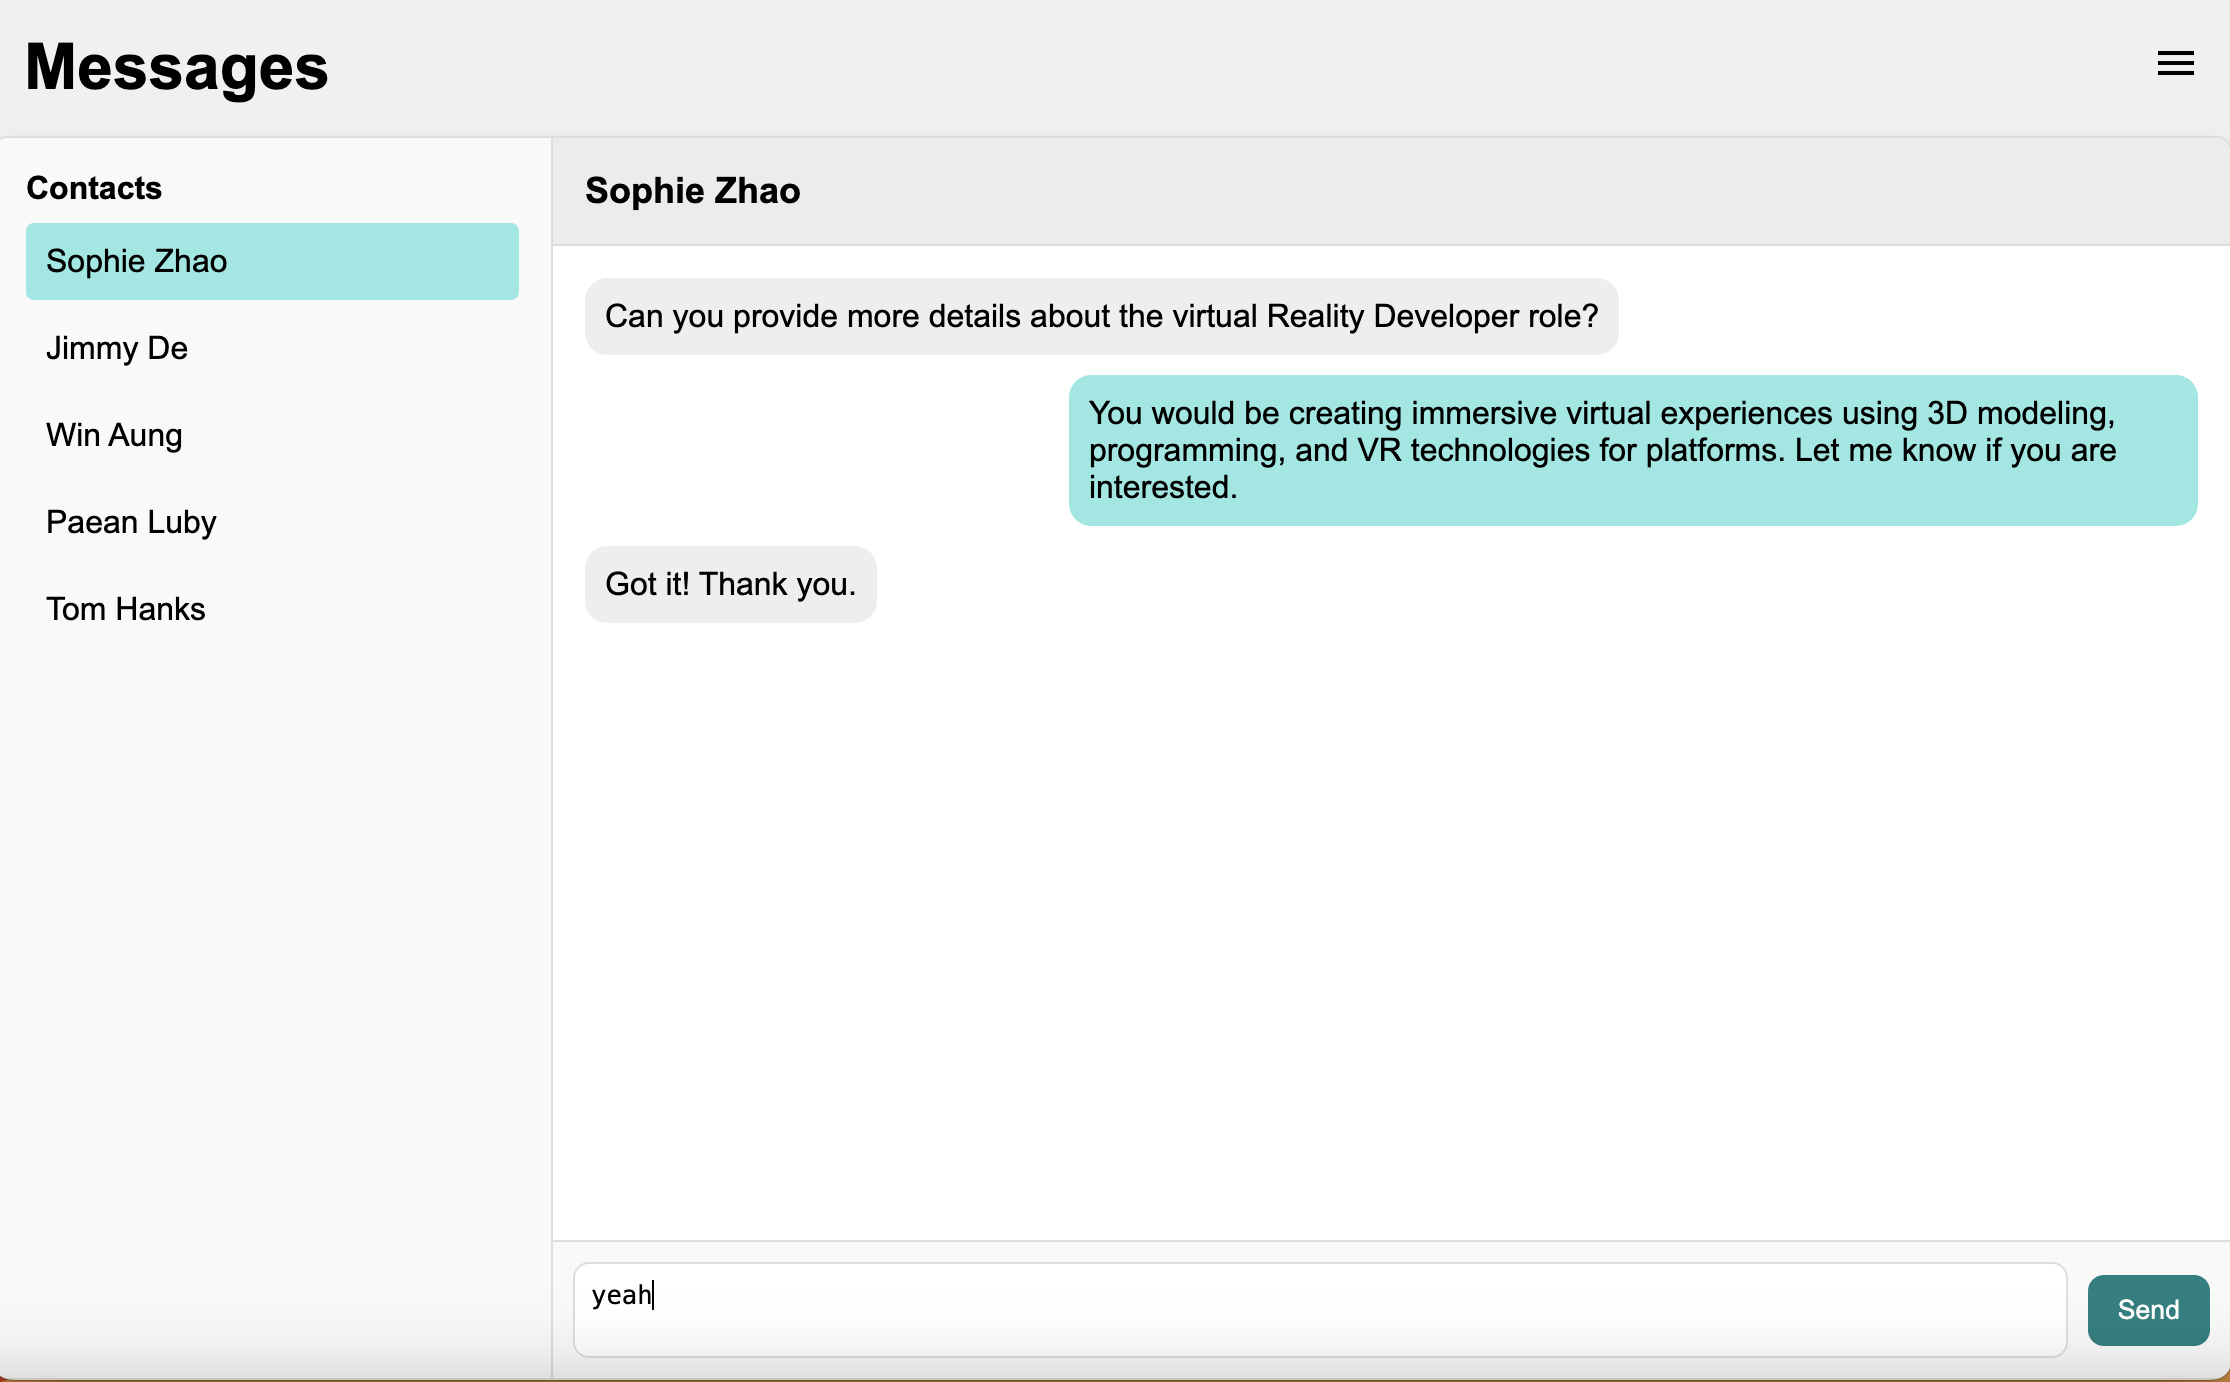 Messages
Contacts
Sophie Zhao
Jimmy De
Win Aung
Paean Luby
Tom Hanks
Sophie Zhao
Can you provide more details about the virtual Reality Developer role?
You would be creating immersive virtual experiences using 3D modeling,
programming, and VR technologies for platforms. Let me know if you are
interested.
Got it! Thank you.
yeah
Send